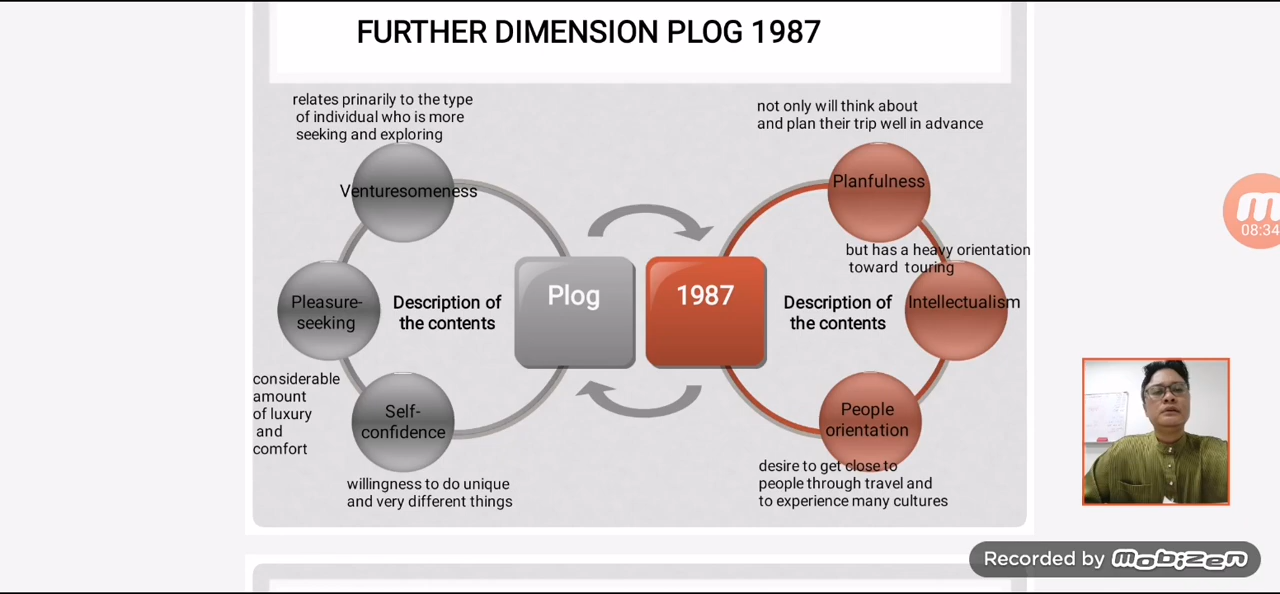 FURTHER DIMENSION PLOG 1987
relates prinarily to the type
of individual who is more
seeking and exploring
Venturesomeness
Pleasure-
seeking
Description of
the contents
considerable
amount
of luxury
and
comfort
Self-
confidence
willingness to do unique
and very different things
Plog
1987
not only will think about
and plan their trip well in advance
Planfulness
but has a heavy orientation
toward touring
Description of
the contents
Intellectualism
People
orientation
desire to get close to
people through travel and
to experience many cultures
m
08:34
Recorded by mobizen